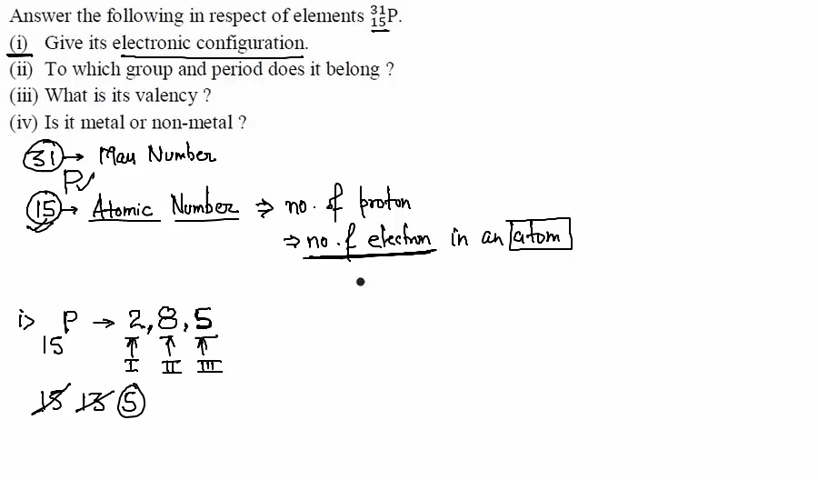 Answer the following in respect of elements ³¹₁₅P.
(i) Give its electronic configuration.
(ii) To which group and period does it belong ?
(iii) What is its valency ?
(iv) Is it metal or non-metal ?
31 → Mass Number
P
15 → Atomic Number ⇒ no. of proton
⇒ no. of electron in an atom
i> P → 2, 8, 5
15
I II III
15 13 5